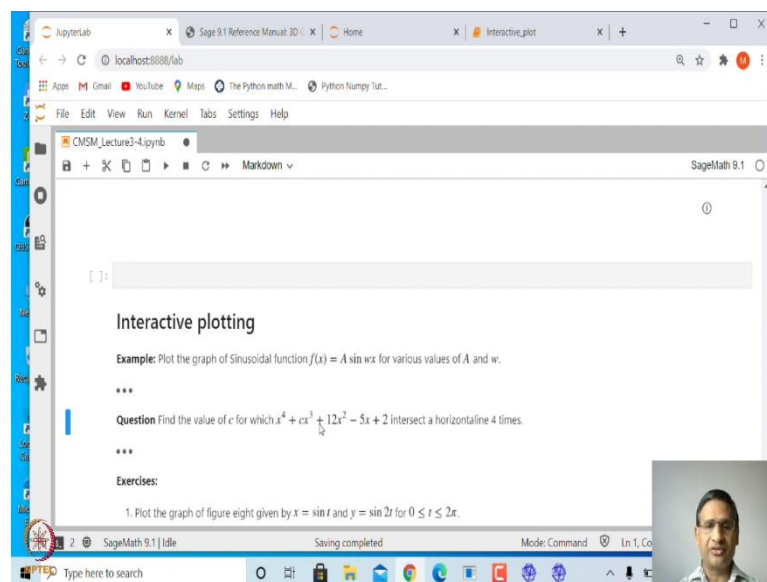 JupyterLab
Sage 9.1 Reference Manual: 3D G
Home
Interactive_plot
localhost:8888/lab
Apps Gmail YouTube Maps The Python math M... Python Numpy Tut...
File Edit View Run Kernel Tabs Settings Help
CMSM_Lecture3-4.ipynb
Markdown
SageMath 9.1
[ ]:
Interactive plotting
Example: Plot the graph of Sinusoidal function f(x) = A sin wx for various values of A and w.
Question Find the value of c for which x⁴ + cx³ + 12x² − 5x + 2 intersect a horizontaline 4 times.
Exercises:
1. Plot the graph of figure eight given by x = sin t and y = sin 2t for 0 ≤ t ≤ 2π.
2 SageMath 9.1 | Idle Saving completed Mode: Command Ln 1, Co
Type here to search